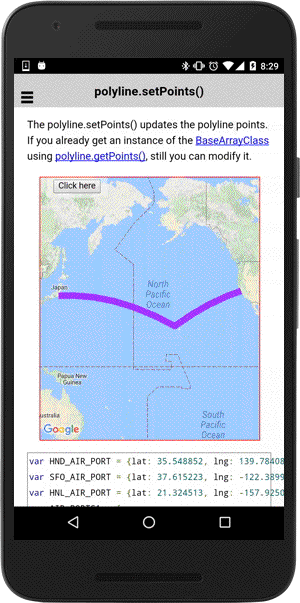 8:29
polyline.setPoints()
The polyline.setPoints() updates the polyline points.
If you already get an instance of the BaseArrayClass
using polyline.getPoints(), still you can modify it.
Click here
Japan
North
Pacific
Ocean
Papua New
Guinea
ustralia
South
Pacific
Ocean
Google
var HND_AIR_PORT = {lat: 35.548852, lng: 139.78408
var SFO_AIR_PORT = {lat: 37.615223, lng: -122.3899
var HNL_AIR_PORT = {lat: 21.324513, lng: -157.9250